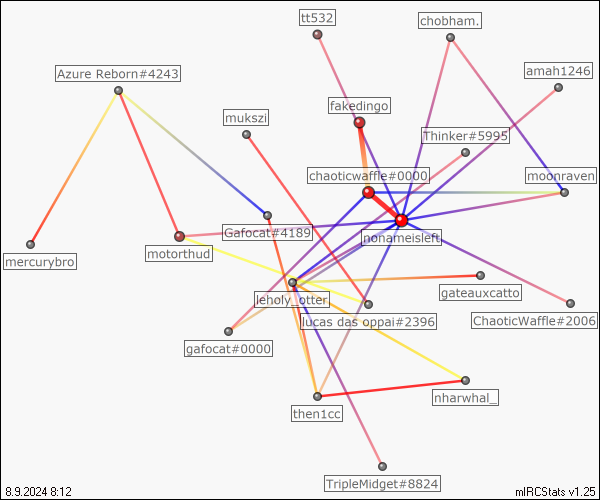 tt532
chobham.
Azure Reborn#4243
amah1246
fakedingo
mukszi
Thinker#5995
chaoticwaffle#0000
moonraven
Gafocat#4189
nonameisleft
motorthud
mercurybro
leholy_otter
gateauxcatto
lucas das oppai#2396
ChaoticWaffle#2006
gafocat#0000
nharwhal_
then1cc
TripleMidget#8824
8.9.2024 8:12
mIRCStats v1.25